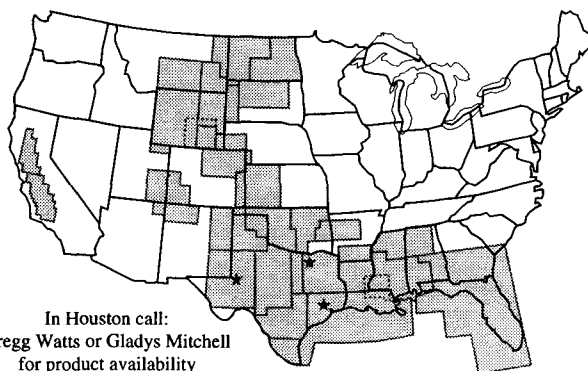 In Houston call:
regg Watts or Gladys Mitchell
for product availability